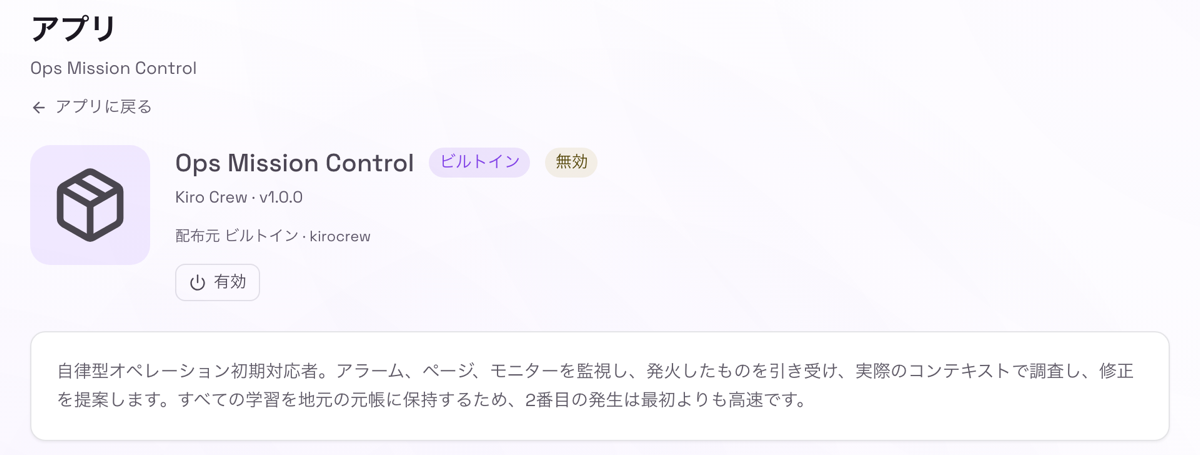 アプリ
Ops Mission Control
← アプリに戻る
Ops Mission Control ビルトイン 無効
Kiro Crew · v1.0.0
配布元 ビルトイン · kirocrew
有効
自律型オペレーション初期対応者。アラーム、ページ、モニターを監視し、発火したものを引き受け、実際のコンテキストで調査し、修正
を提案します。すべての学習を地元の元帳に保持するため、2番目の発生は最初よりも高速です。